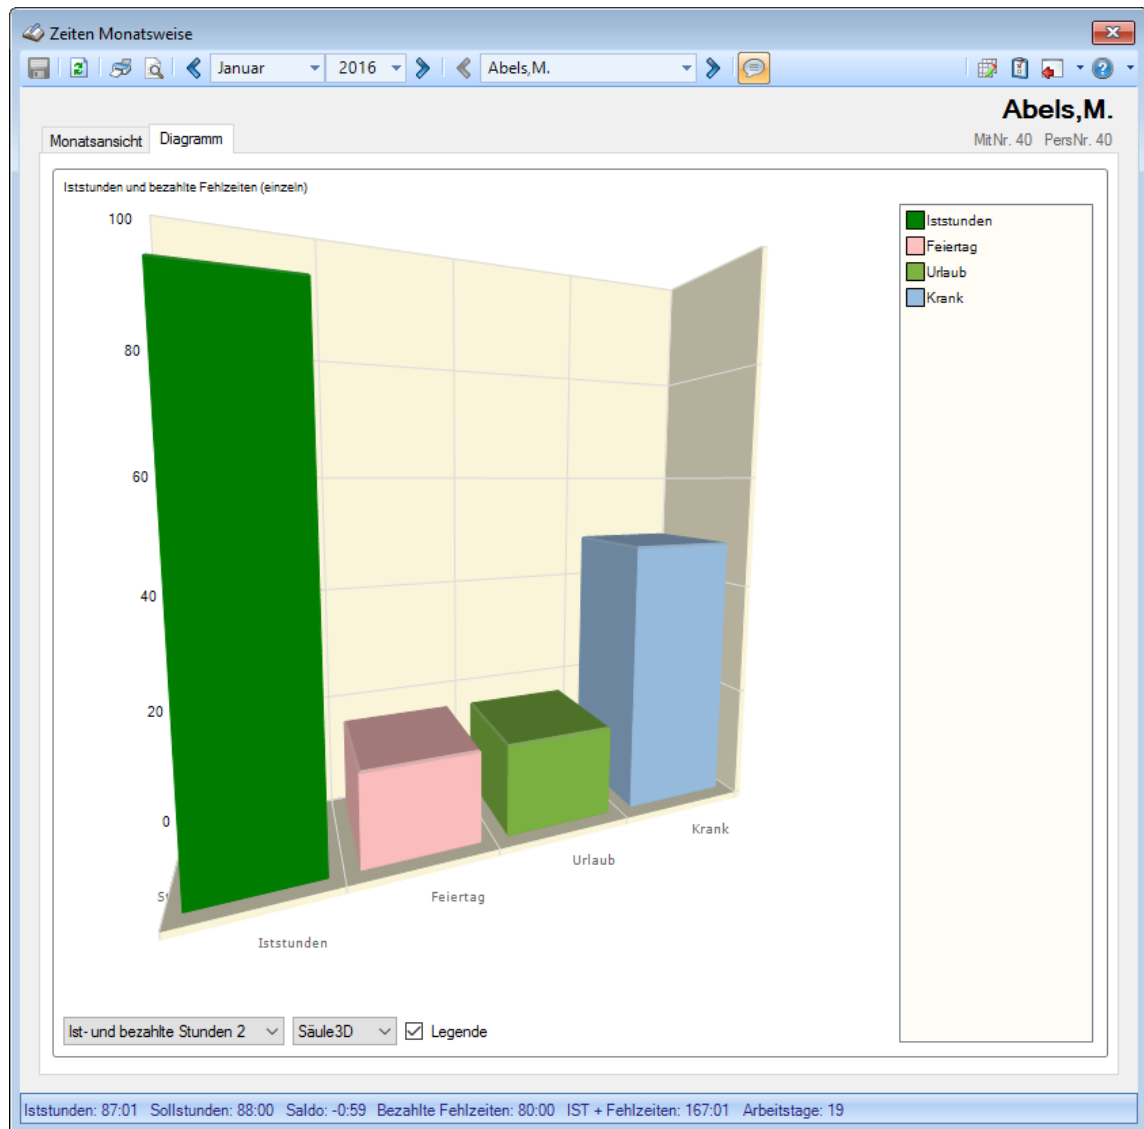 Zeiten Monatsweise
Januar 2016 Abels,M.
Abels,M.
Monatsansicht Diagramm
MitNr. 40 PersNr. 40
Iststunden und bezahlte Fehlzeiten (einzeln)
100
80
60
40
20
0
Iststunden
Feiertag
Urlaub
Krank
Krank
Urlaub
Feiertag
Iststunden
Ist- und bezahlte Stunden 2 Säule3D Legende
Iststunden: 87:01 Sollstunden: 88:00 Saldo: -0:59 Bezahlte Fehlzeiten: 80:00 IST + Fehlzeiten: 167:01 Arbeitstage: 19